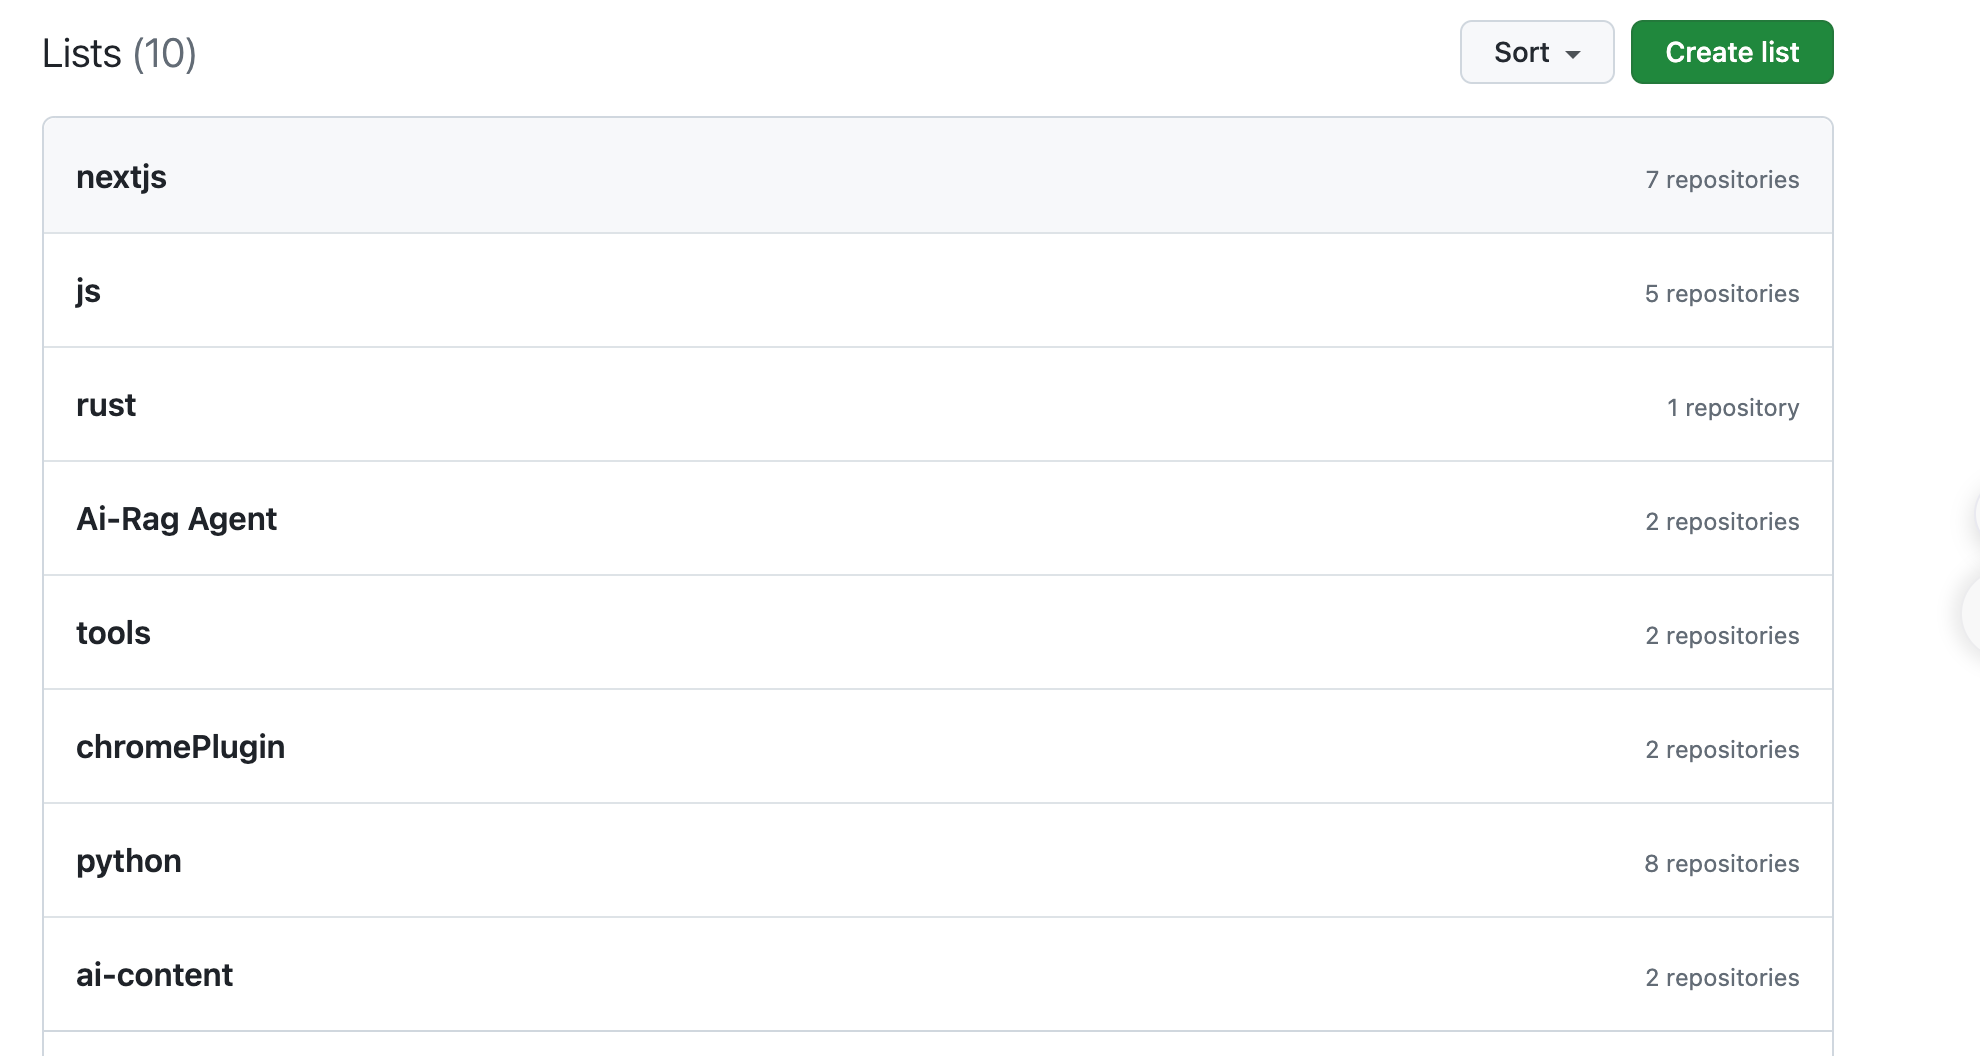 Lists (10)
Sort
Create list
nextjs
7 repositories
js
5 repositories
rust
1 repository
Ai-Rag Agent
2 repositories
tools
2 repositories
chromePlugin
2 repositories
python
8 repositories
ai-content
2 repositories